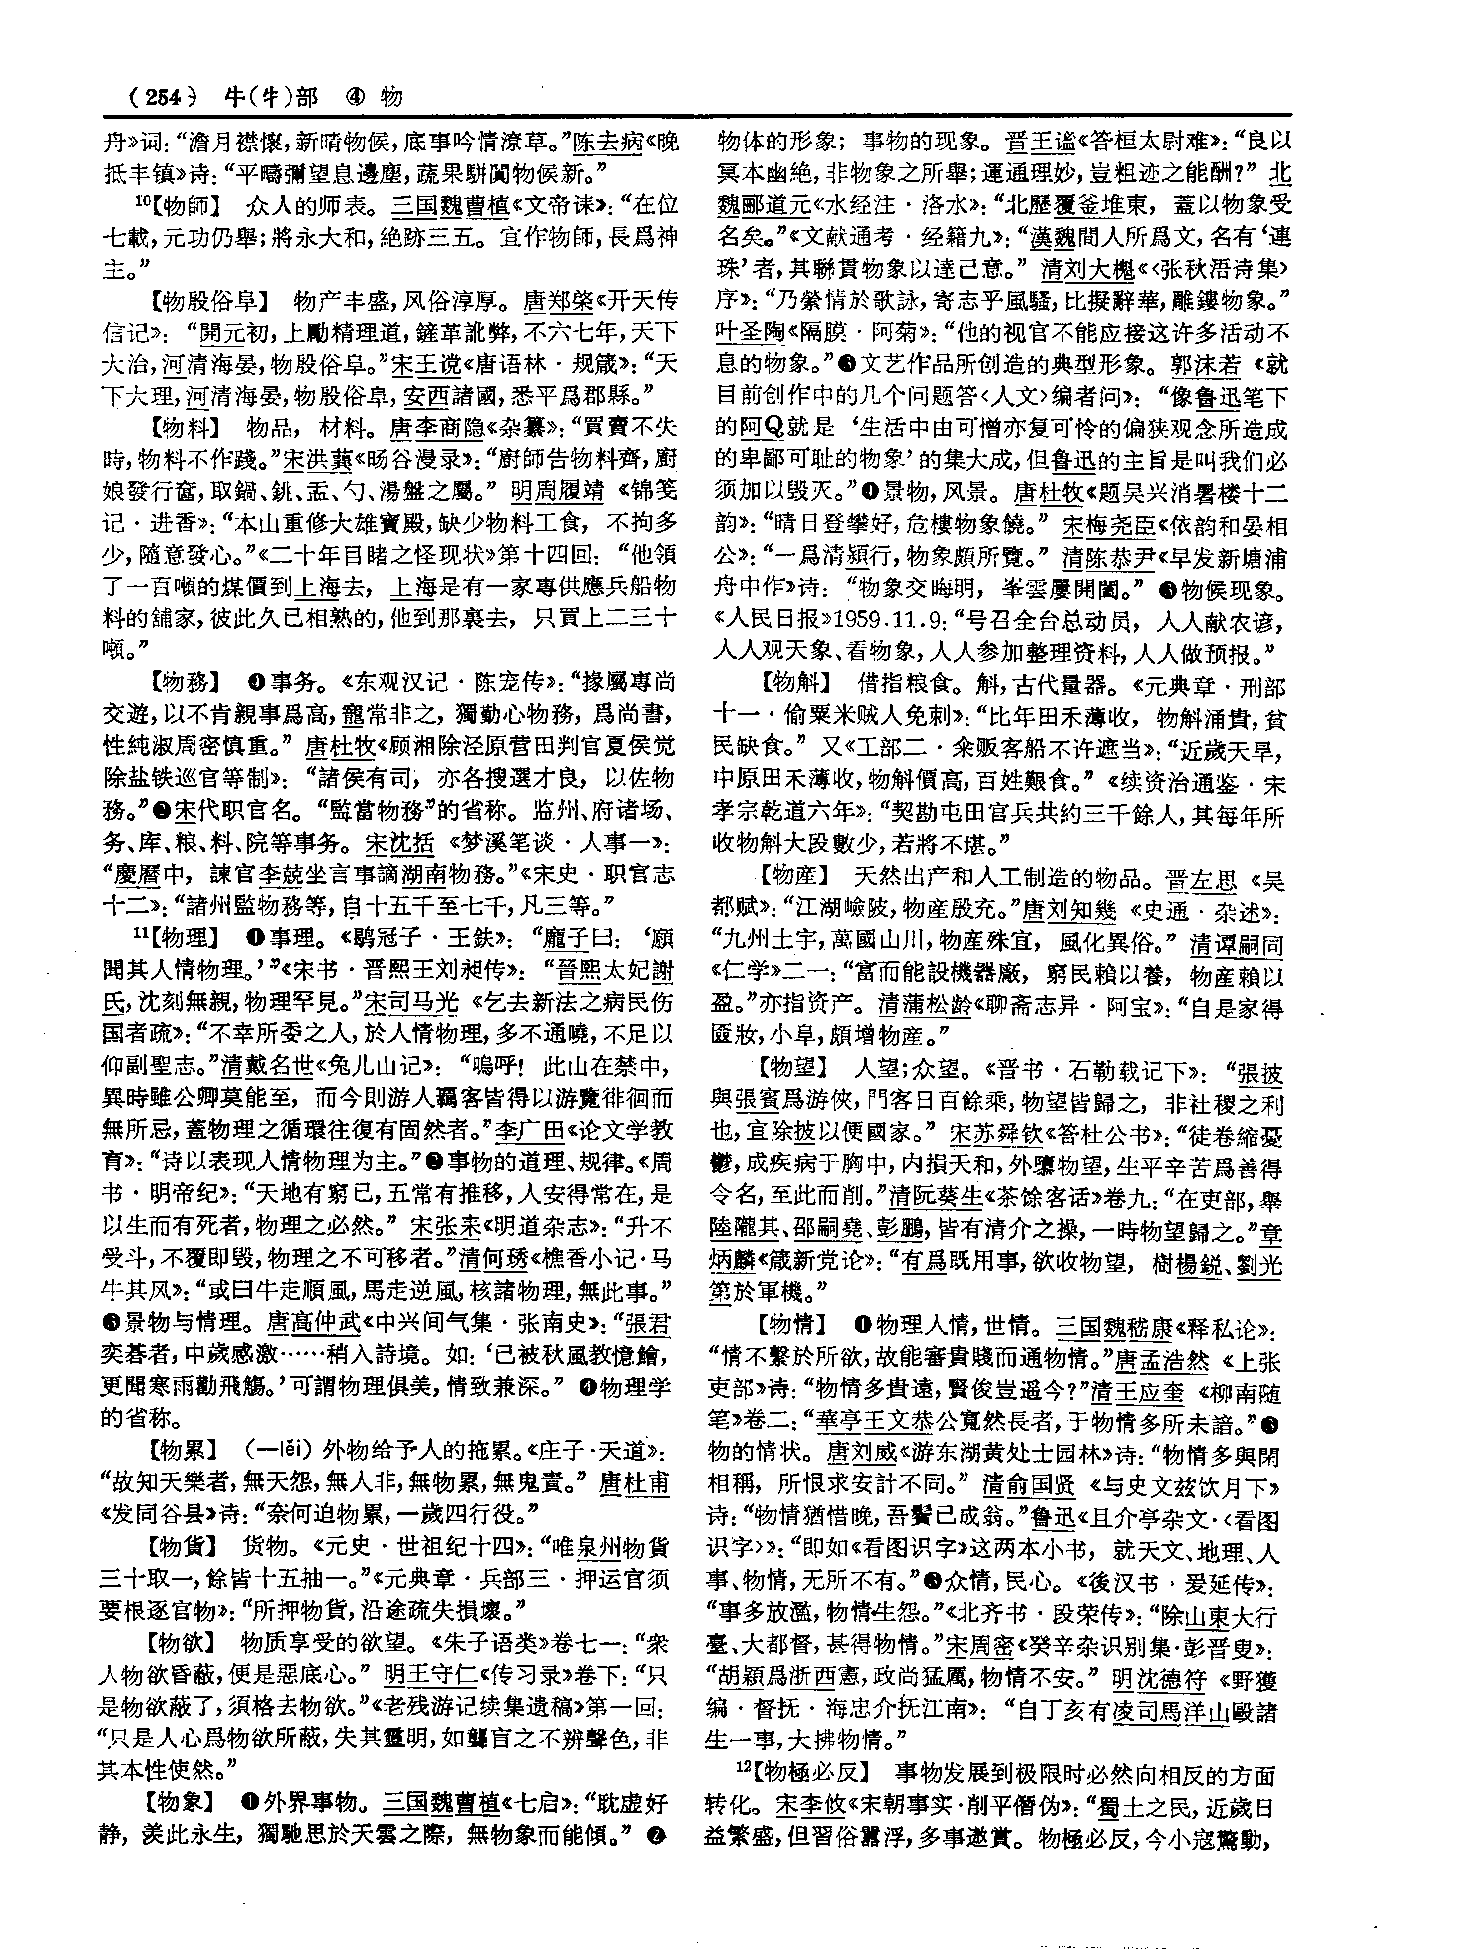 (254) 牛(牜)部 ④ 物
丹》词：“澹月襟懷，新晴物候，底事吟情潦草。”陈去病《晚
抵丰镇》诗：“平疇彌望息邊塵，蔬果駢闐物候新。”
10【物師】 众人的师表。三国魏曹植《文帝诔》：“在位
七載，元功仍舉；將永大和，絶跡三五。宜作物師，長爲神
主。”
【物殷俗阜】 物产丰盛，风俗淳厚。唐郑棨《开天传
信记》：“開元初，上勵精理道，鏟革訛弊，不六七年，天下
大治，河清海晏，物殷俗阜。”宋王谠《唐语林·规箴》：“天
下大理，河清海晏，物殷俗阜，安西諸國，悉平爲郡縣。”
【物料】 物品，材料。唐李商隐《杂纂》：“買賣不失
時，物料不作踐。”宋洪巽《旸谷漫录》：“廚師告物料齊，廚
娘發行奩，取鍋、銚、盂、勺、湯盤之屬。”明周履靖《锦笺
记·进香》：“本山重修大雄寶殿，缺少物料工食，不拘多
少，隨意發心。”《二十年目睹之怪现状》第十四回：“他領
了一百噸的煤價到上海去，上海是有一家專供應兵船物
料的鋪家，彼此久已相熟的，他到那裏去，只買上二三十
噸。”
【物務】 ❶事务。《东观汉记·陈宠传》：“掾屬專尚
交遊，以不肯親事爲高，寵常非之，獨勤心物務，爲尚書，
性純淑周密慎重。”唐杜牧《顾湘除泾原营田判官夏侯觉
除盐铁巡官等制》：“諸侯有司，亦各搜選才良，以佐物
務。”❷宋代职官名。“監當物務”的省称。监州、府诸场、
务、库、粮、料、院等事务。宋沈括《梦溪笔谈·人事一》：
“慶曆中，諫官李兢坐言事謫湖南物務。”《宋史·职官志
十二》：“諸州監物務等，自十五千至七千，凡三等。”
11【物理】 ❶事理。《鹖冠子·王鈇》：“龐子曰：‘願
聞其人情物理。’”《宋书·晋熙王刘昶传》：“晉熙太妃謝
氏，沈刻無親，物理罕見。”宋司马光《乞去新法之病民伤
国者疏》：“不幸所委之人，於人情物理，多不通曉，不足以
仰副聖志。”清戴名世《兔儿山记》：“嗚呼！此山在禁中，
異時雖公卿莫能至，而今則游人羈客皆得以游覽徘徊而
無所忌，蓋物理之循環往復有固然者。”李广田《论文学教
育》：“诗以表现人情物理为主。”❷事物的道理、规律。《周
书·明帝纪》：“天地有窮已，五常有推移，人安得常在，是
以生而有死者，物理之必然。”宋张耒《明道杂志》：“升不
受斗，不覆即毁，物理之不可移者。”清何琇《樵香小记·马
牛其风》：“或曰牛走順風，馬走逆風，核諸物理，無此事。”
❸景物与情理。唐高仲武《中兴间气集·张南史》：“張君
奕碁者，中歲感激……稍入詩境。如：‘已被秋風教憶鱠，
更聞寒雨勸飛觴。’可謂物理俱美，情致兼深。”❹物理学
的省称。
【物累】 （—lěi）外物给予人的拖累。《庄子·天道》：
“故知天樂者，無天怨，無人非，無物累，無鬼責。”唐杜甫
《发同谷县》诗：“奈何迫物累，一歲四行役。”
【物貨】 货物。《元史·世祖纪十四》：“唯泉州物貨
三十取一，餘皆十五抽一。”《元典章·兵部三·押运官须
要根逐官物》：“所押物貨，沿途疏失損壞。”
【物欲】 物质享受的欲望。《朱子语类》卷七一：“衆
人物欲昏蔽，便是惡底心。”明王守仁《传习录》卷下：“只
是物欲蔽了，須格去物欲。”《老残游记续集遗稿》第一回：
“只是人心爲物欲所蔽，失其靈明，如聾盲之不辨聲色，非
其本性使然。”
【物象】 ❶外界事物。三国魏曹植《七启》：“耽虚好
静，羡此永生，獨馳思於天雲之際，無物象而能傾。”❷
物体的形象；事物的现象。晋王谧《答桓太尉难》：“良以
冥本幽绝，非物象之所舉；運通理妙，豈粗迹之能酬？”北
魏郦道元《水经注·洛水》：“北歷覆釜堆東，蓋以物象受
名矣。”《文献通考·经籍九》：“漢魏間人所爲文，名有‘連
珠’者，其聯貫物象以達己意。”清刘大櫆《〈张秋浯诗集〉
序》：“乃縈情於歌詠，寄志乎風騷，比擬辭華，雕鏤物象。”
叶圣陶《隔膜·阿菊》：“他的视官不能应接这许多活动不
息的物象。”❸文艺作品所创造的典型形象。郭沫若《就
目前创作中的几个问题答〈人文〉编者问》：“像鲁迅笔下
的阿Q就是‘生活中由可憎亦复可怜的偏狭观念所造成
的卑鄙可耻的物象’的集大成，但鲁迅的主旨是叫我们必
须加以毁灭。”❹景物，风景。唐杜牧《题吴兴消暑楼十二
韵》：“晴日登攀好，危樓物象饒。”宋梅尧臣《依韵和晏相
公》：“一爲清潁行，物象頗所覽。”清陈恭尹《早发新塘浦
舟中作》诗：“物象交晦明，峯雲屢開闔。”❺物候现象。
《人民日报》1959.11.9：“号召全台总动员，人人献农谚，
人人观天象、看物象，人人参加整理资料，人人做预报。”
【物斛】 借指粮食。斛，古代量器。《元典章·刑部
十一·偷粟米贼人免刺》：“比年田禾薄收，物斛涌貴，貧
民缺食。”又《工部二·籴贩客船不许遮当》：“近歲天旱，
中原田禾薄收，物斛價高，百姓艱食。”《续资治通鉴·宋
孝宗乾道六年》：“契勘屯田官兵共約三千餘人，其每年所
收物斛大段數少，若將不堪。”
【物産】 天然出产和人工制造的物品。晋左思《吴
都赋》：“江湖嶮陂，物産殷充。”唐刘知幾《史通·杂述》：
“九州土宇，萬國山川，物産殊宜，風化異俗。”清谭嗣同
《仁学》二一：“富而能設機器廠，窮民賴以養，物産賴以
盈。”亦指资产。清蒲松龄《聊斋志异·阿宝》：“自是家得
匳妝，小阜，頗增物産。”
【物望】 人望；众望。《晋书·石勒载记下》：“張披
與張賓爲游俠，門客日百餘乘，物望皆歸之，非社稷之利
也，宜除披以便國家。”宋苏舜钦《答杜公书》：“徒卷縮憂
鬱，成疾病于胸中，内損天和，外隳物望，生平辛苦爲善得
令名，至此而削。”清阮葵生《茶馀客话》卷九：“在吏部，舉
陸隴其、邵嗣堯、彭鵬，皆有清介之操，一時物望歸之。”章
炳麟《箴新党论》：“有爲既用事，欲收物望，樹楊鋭、劉光
第於軍機。”
【物情】 ❶物理人情，世情。三国魏嵇康《释私论》：
“情不繫於所欲，故能審貴賤而通物情。”唐孟浩然《上张
吏部》诗：“物情多貴遠，賢俊豈遥今？”清王应奎《柳南随
笔》卷二：“華亭王文恭公寬然長者，于物情多所未諳。”❷
物的情状。唐刘威《游东湖黄处士园林》诗：“物情多與閑
相稱，所恨求安計不同。”清俞国贤《与史文兹饮月下》
诗：“物情猶惜晚，吾鬢已成翁。”鲁迅《且介亭杂文·〈看图
识字〉》：“即如《看图识字》这两本小书，就天文、地理、人
事、物情，无所不有。”❸众情，民心。《後汉书·爰延传》：
“事多放濫，物情生怨。”《北齐书·段荣传》：“除山東大行
臺、大都督，甚得物情。”宋周密《癸辛杂识别集·彭晋叟》：
“胡穎爲浙西憲，政尚猛厲，物情不安。”明沈德符《野獲
编·督抚·海忠介抚江南》：“自丁亥有凌司馬洋山毆諸
生一事，大拂物情。”
12【物極必反】 事物发展到极限时必然向相反的方面
转化。宋李攸《宋朝事实·削平僭伪》：“蜀土之民，近歲日
益繁盛，但習俗囂浮，多事遨賞。物極必反，今小寇驚動，